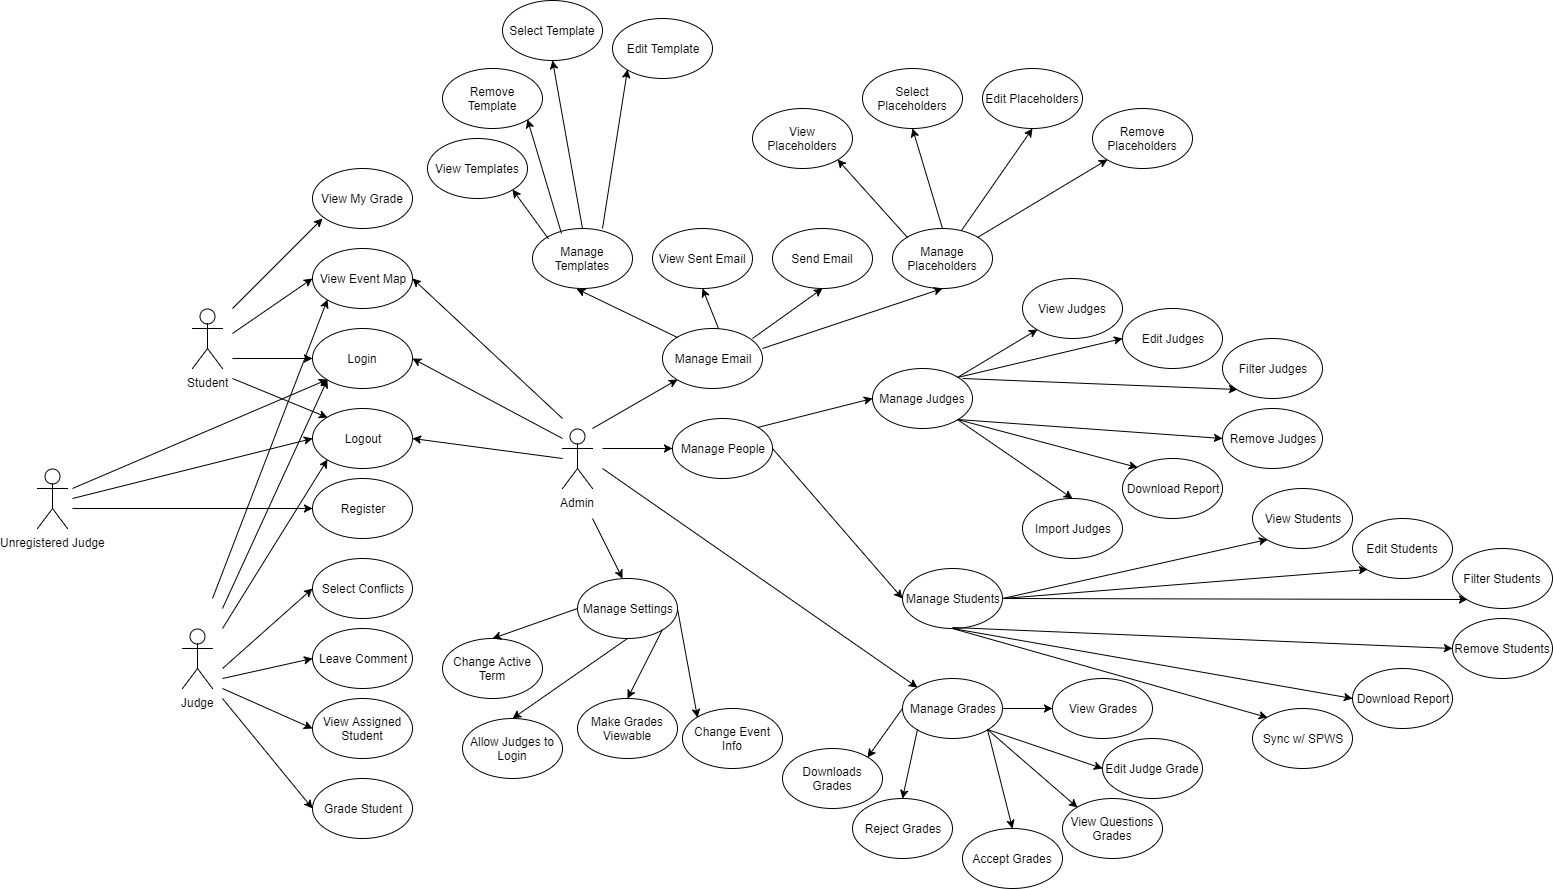 Select Template
Edit Template
Remove
Template
View Templates
Select
Placeholders
Edit Placeholders
View
Placeholders
Remove
Placeholders
View My Grade
Manage
Templates
View Sent Email
Send Email
Manage
Placeholders
View Event Map
View Judges
Edit Judges
Student
Login
Manage Email
Filter Judges
Manage Judges
Logout
Manage People
Remove Judges
Admin
Download Report
Register
Import Judges
Unregistered Judge
View Students
Edit Students
Filter Students
Select Conflicts
Manage Settings
Manage Students
Leave Comment
Change Active
Term
Remove Students
Judge
View Assigned
Student
Make Grades
Viewable
Change Event
Info
Allow Judges to
Login
Manage Grades
View Grades
Download Report
Sync w/ SPWS
Downloads
Grades
Edit Judge Grade
Grade Student
Reject Grades
View Questions
Grades
Accept Grades